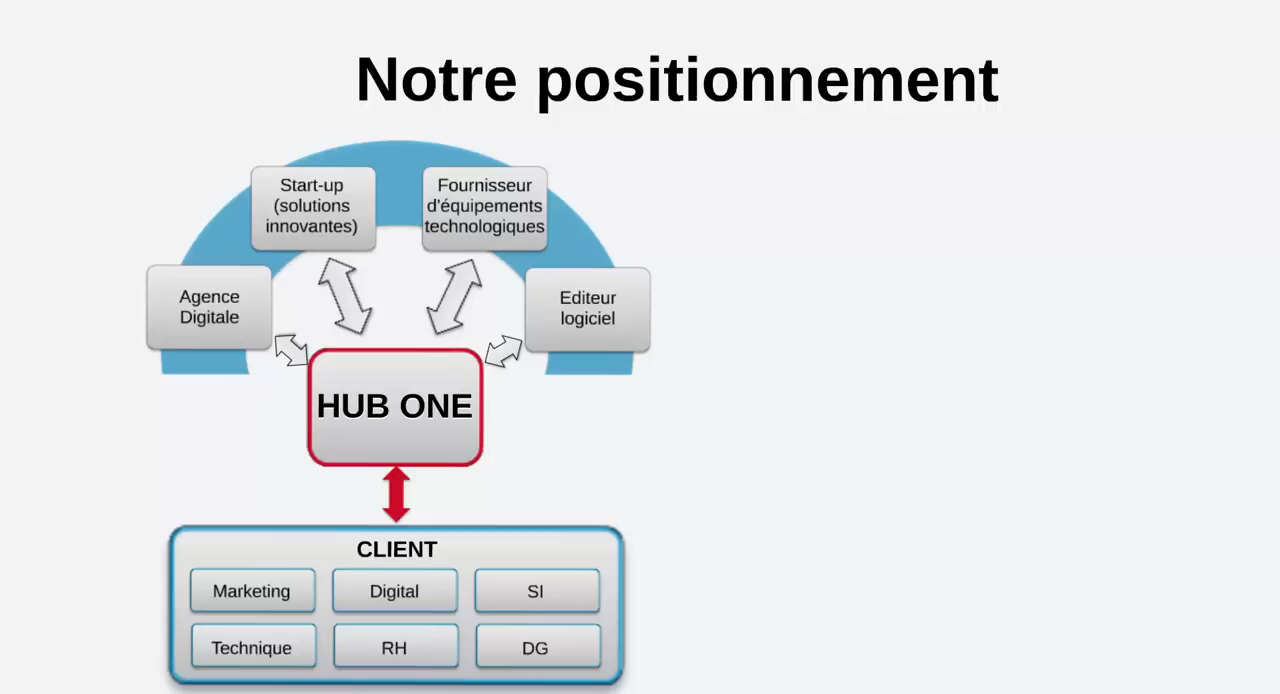 Notre positionnement
Start-up
(solutions
innovantes)
Fournisseur
d'équipements
technologiques
Agence
Digitale
Editeur
logiciel
HUB ONE
CLIENT
Marketing
Digital
SI
Technique
RH
DG